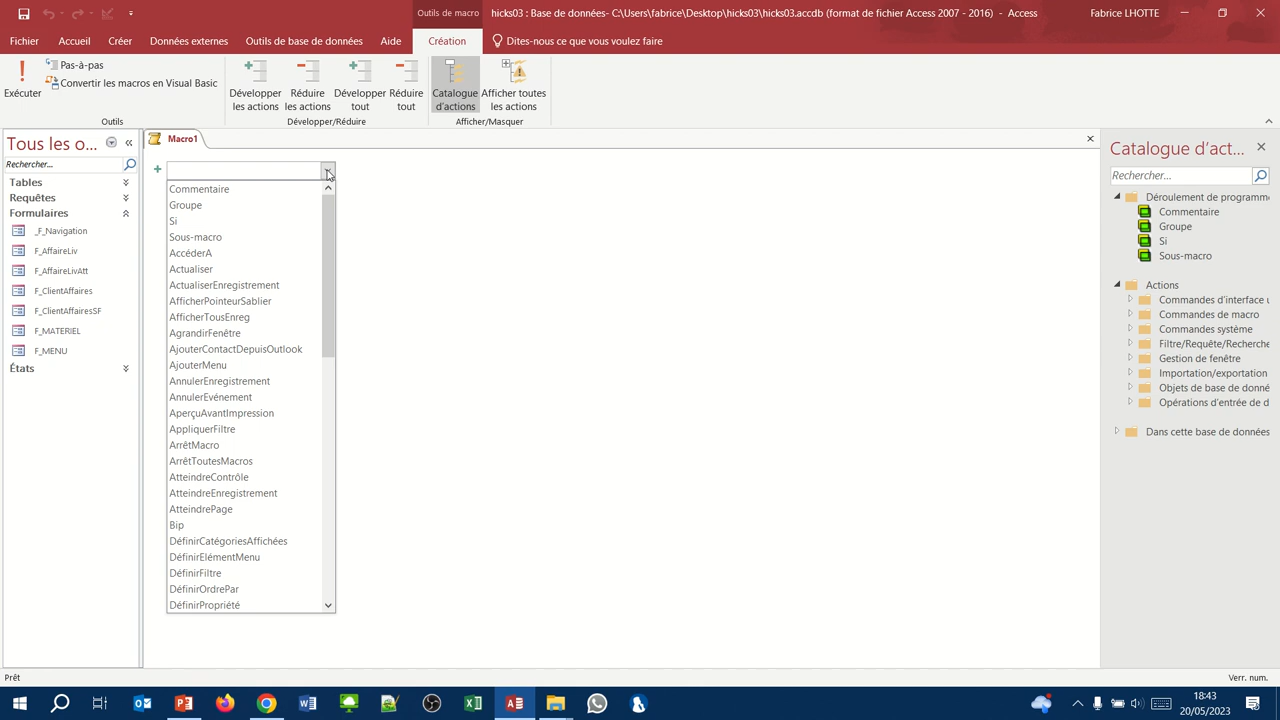 Outils de macro
hicks03 : Base de données- C:\Users\fabrice\Desktop\hicks03\hicks03.accdb (format de fichier Access 2007 - 2016) - Access
Fabrice LHOTTE
Fichier
Accueil
Créer
Données externes
Outils de base de données
Aide
Création
Dites-nous ce que vous voulez faire
Exécuter
Pas-à-pas
Convertir les macros en Visual Basic
Outils
Développer les actions
Réduire les actions
Développer tout
Réduire tout
Développer/Réduire
Catalogue d'actions
Afficher toutes les actions
Afficher/Masquer
Tous les o...
Rechercher...
Tables
Requêtes
Formulaires
_F_Navigation
F_AffaireLiv
F_AffaireLivAtt
F_ClientAffaires
F_ClientAffairesSF
F_MATERIEL
F_MENU
États
Macro1
Commentaire
Groupe
Si
Sous-macro
AccéderA
Actualiser
ActualiserEnregistrement
AfficherPointeurSablier
AfficherTousEnreg
AgrandirFenêtre
AjouterContactDepuisOutlook
AjouterMenu
AnnulerEnregistrement
AnnulerEvénement
AperçuAvantImpression
AppliquerFiltre
ArrêtMacro
ArrêtToutesMacros
AtteindreContrôle
AtteindreEnregistrement
AtteindrePage
Bip
DéfinirCatégoriesAffichées
DéfinirElémentMenu
DéfinirFiltre
DéfinirOrdrePar
DéfinirPropriété
Catalogue d'act...
Rechercher...
Déroulement de programme
Commentaire
Groupe
Si
Sous-macro
Actions
Commandes d'interface u
Commandes de macro
Commandes système
Filtre/Requête/Recherche
Gestion de fenêtre
Importation/exportation
Objets de base de donné
Opérations d'entrée de d
Dans cette base de données
Prêt
Verr. num.
18:43
20/05/2023